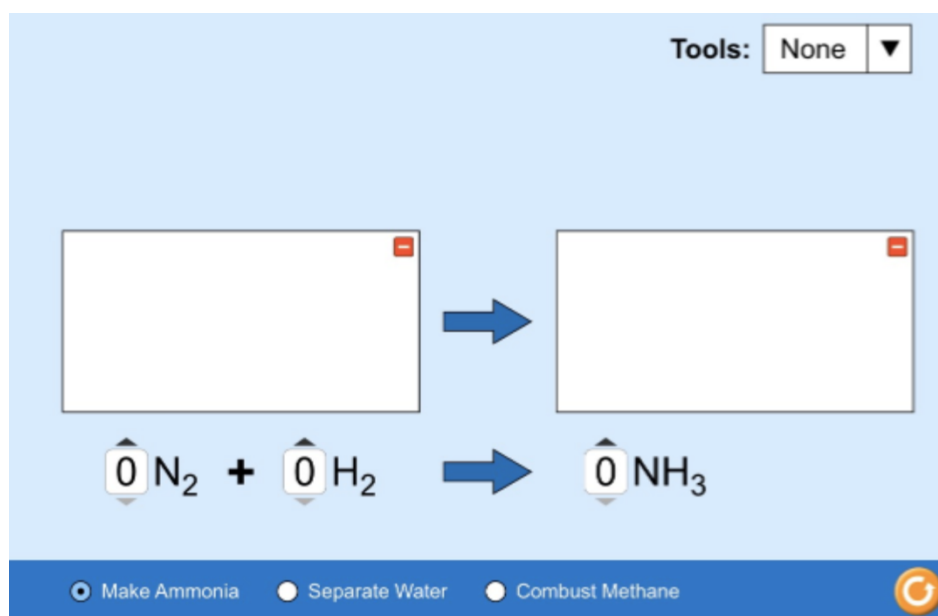 Tools: None ▼
0 N₂ + 0 H₂ 0 NH₃
Make Ammonia Separate Water Combust Methane